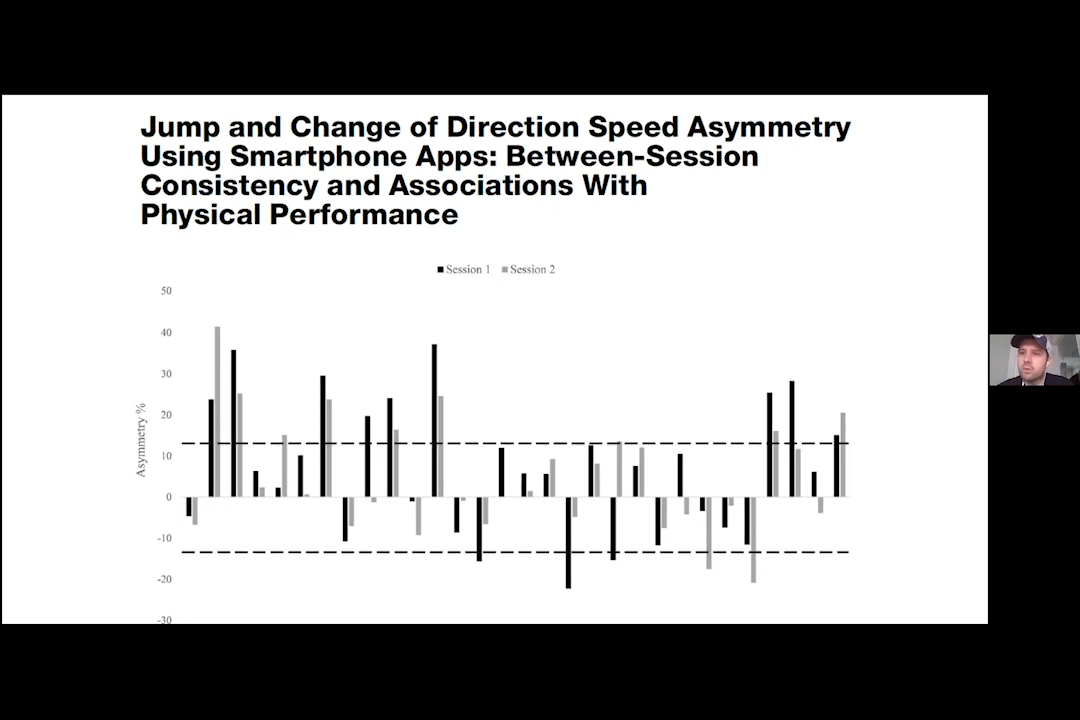 Jump and Change of Direction Speed Asymmetry
Using Smartphone Apps: Between-Session
Consistency and Associations With
Physical Performance
Session 1 Session 2
50
40
30
20
10
0
-10
-20
-30
Asymmetry %